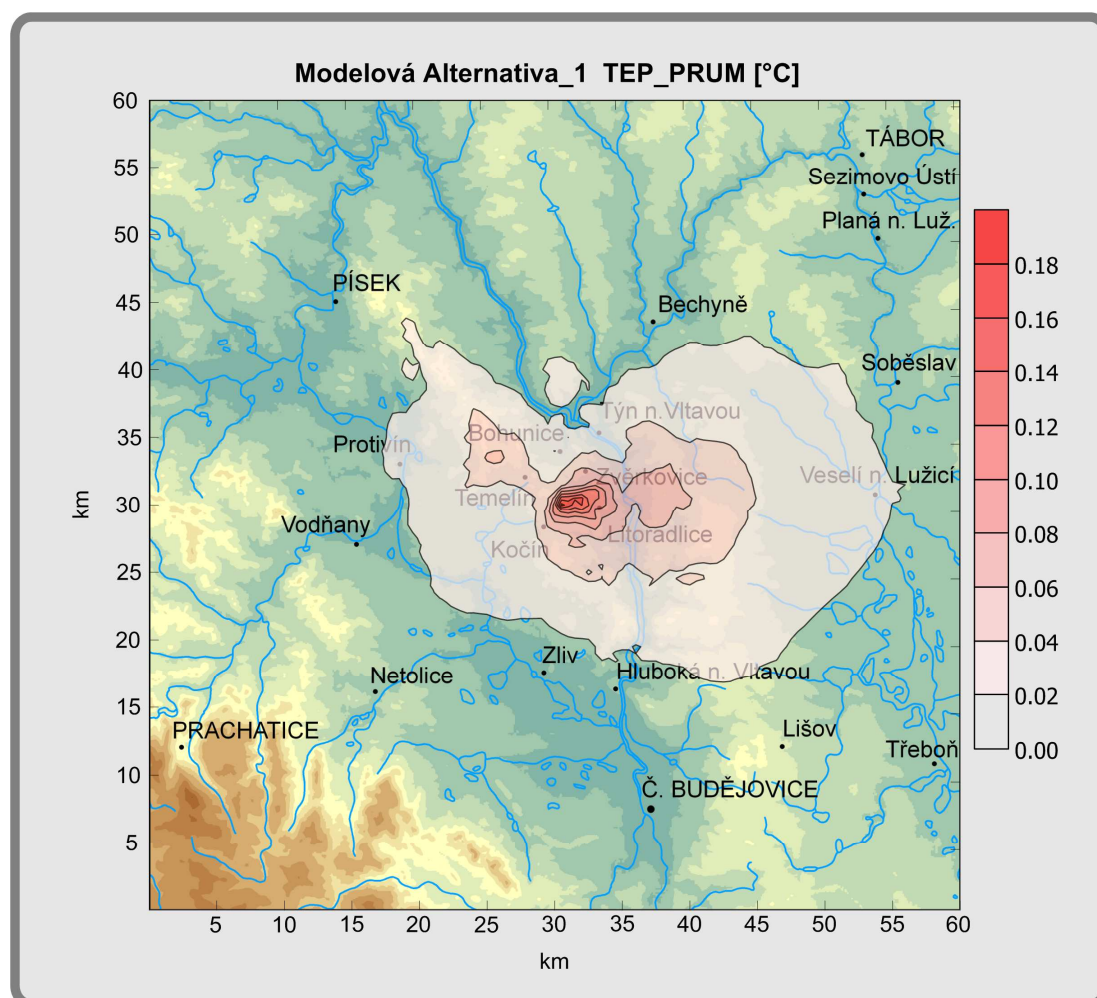 Modelová Alternativa_1 TEP_PRUM [°C]
60
55
50
45
40
35
30
25
20
15
10
5
km
TÁBOR
Sezimovo Ústí
Planá n. Luž.
PÍSEK
Bechyně
Soběslav
Týn n.Vltavou
Bohunice
Protivín
Zvěrkovice
Veselí n. Lužicí
Temelín
Vodňany
Kočín
Litoradlice
Zliv
Netolice
Hluboká n. Vltavou
PRACHATICE
Lišov
Třeboň
Č. BUDĚJOVICE
5 10 15 20 25 30 35 40 45 50 55 60
km
0.18
0.16
0.14
0.12
0.10
0.08
0.06
0.04
0.02
0.00